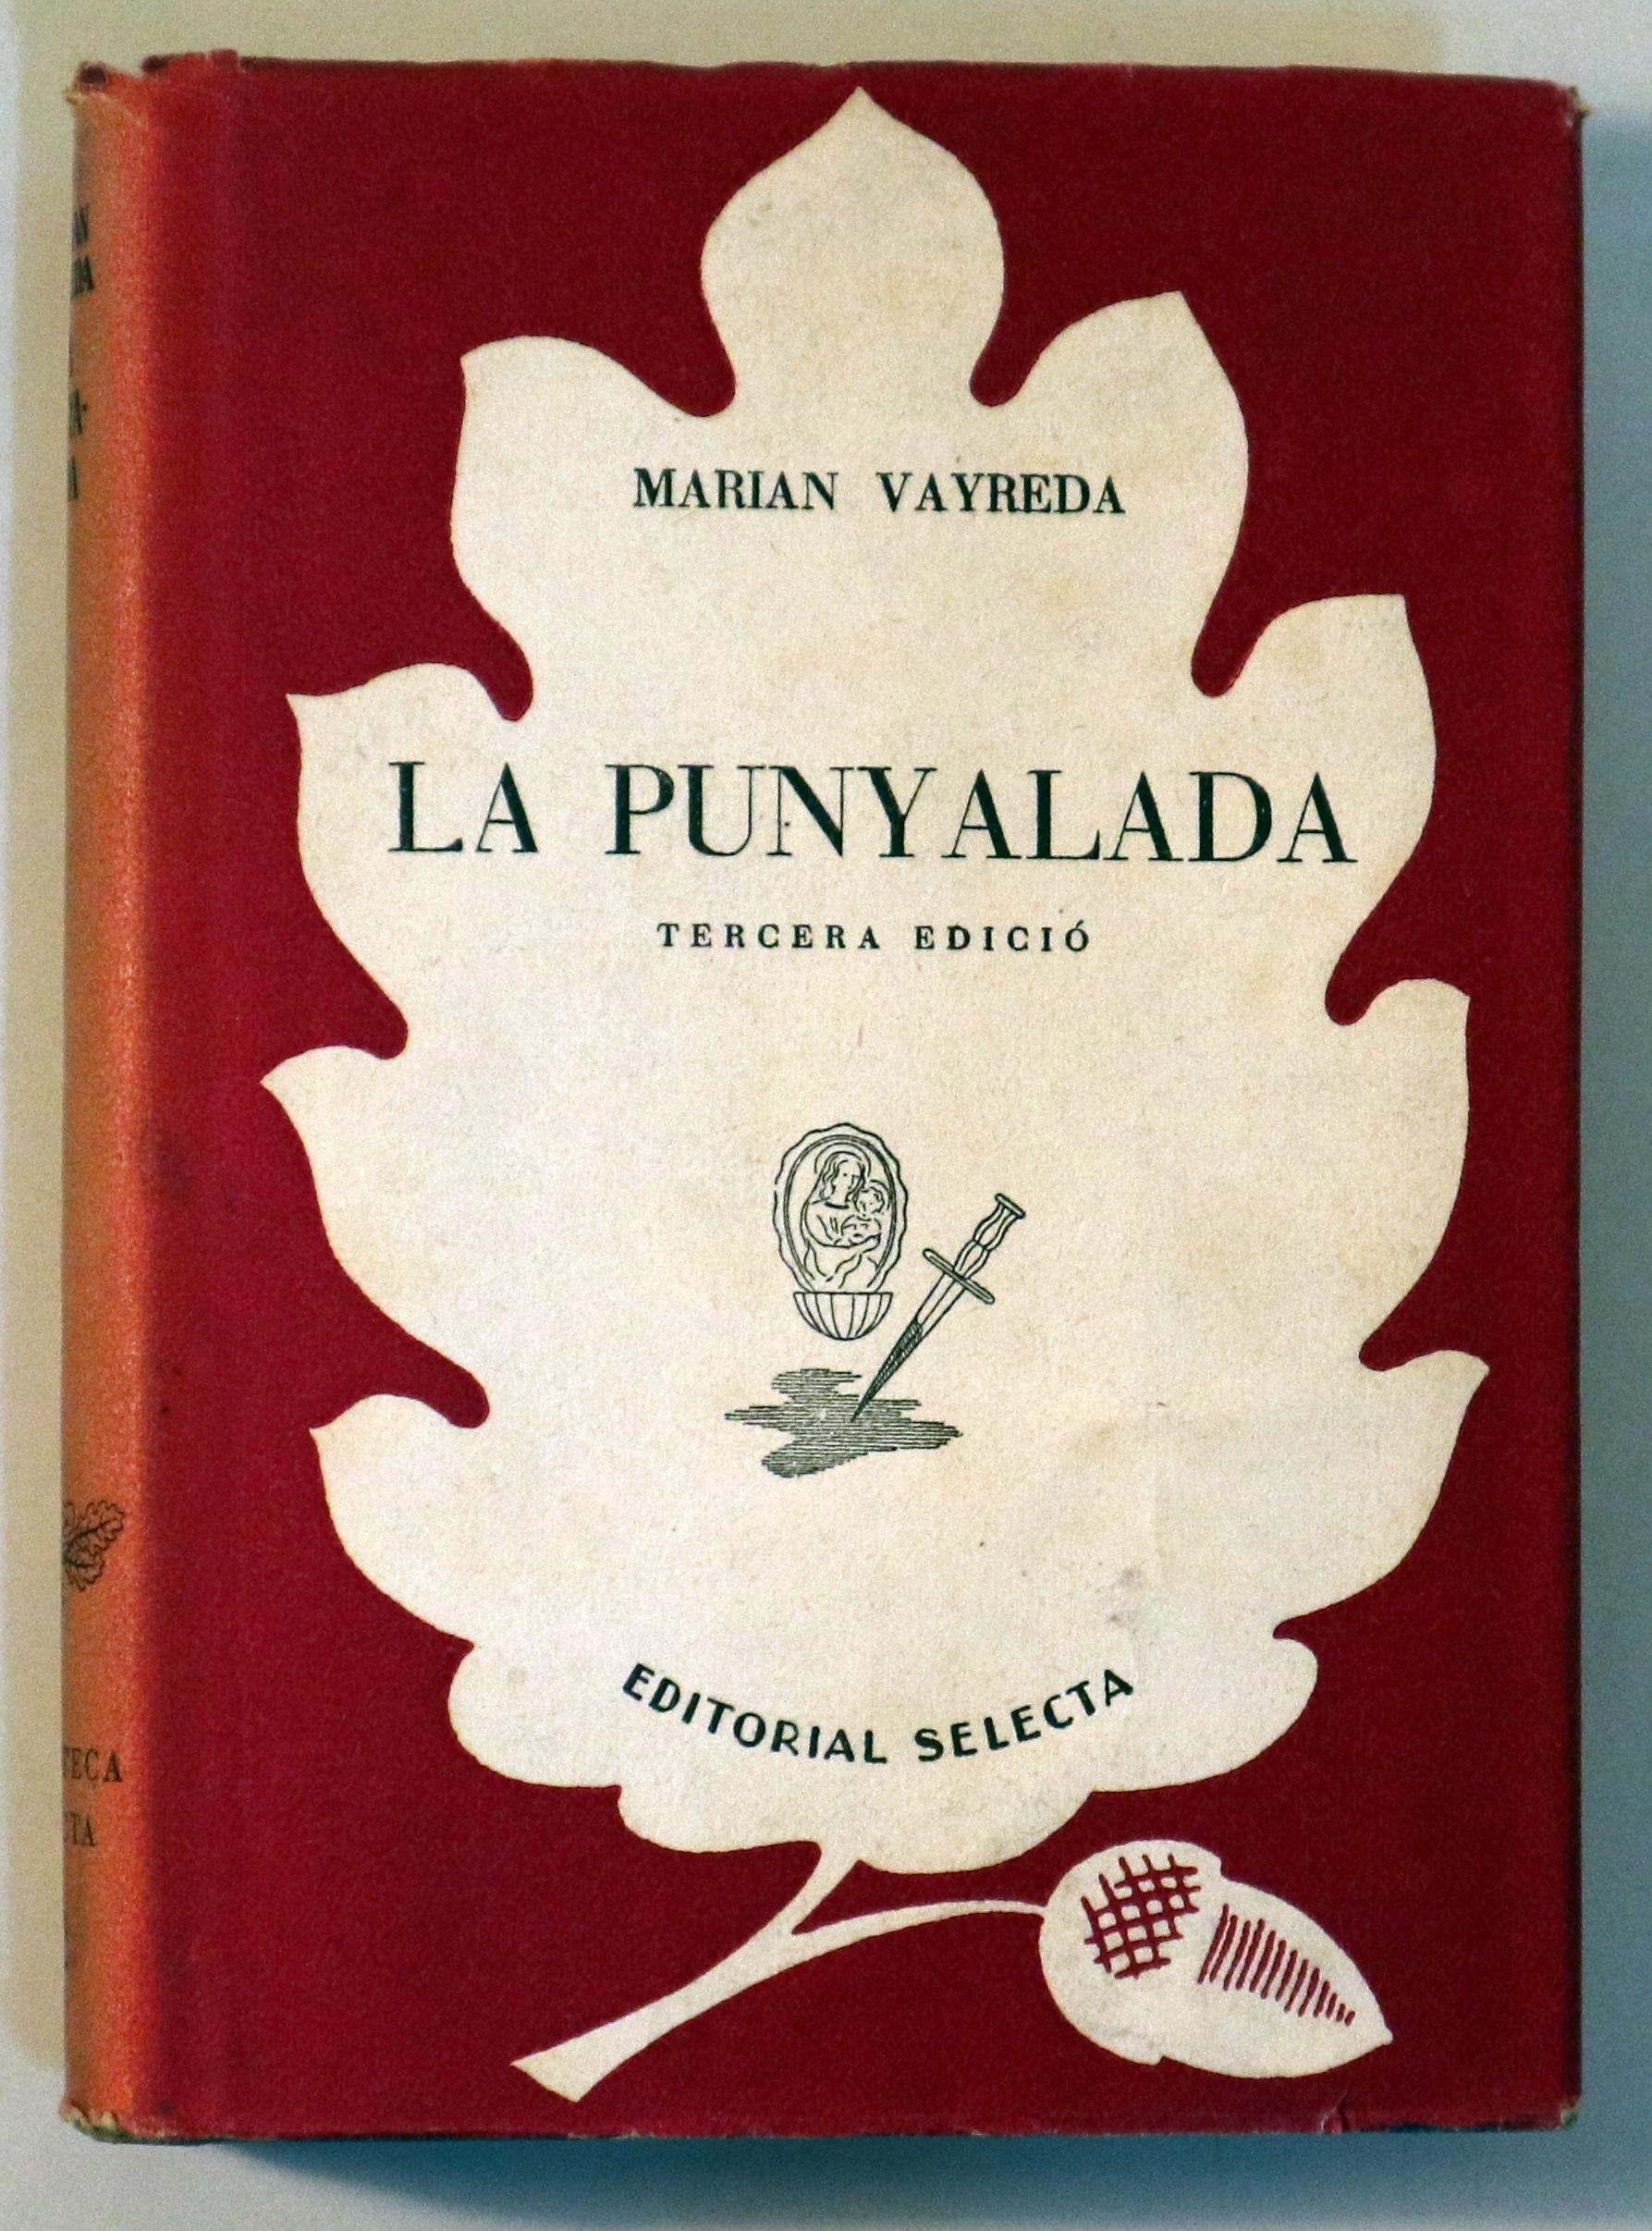 MARIAN VAYREDA
LA PUNYALADA
TERCERA EDICIÓ
EDITORIAL SELECTA